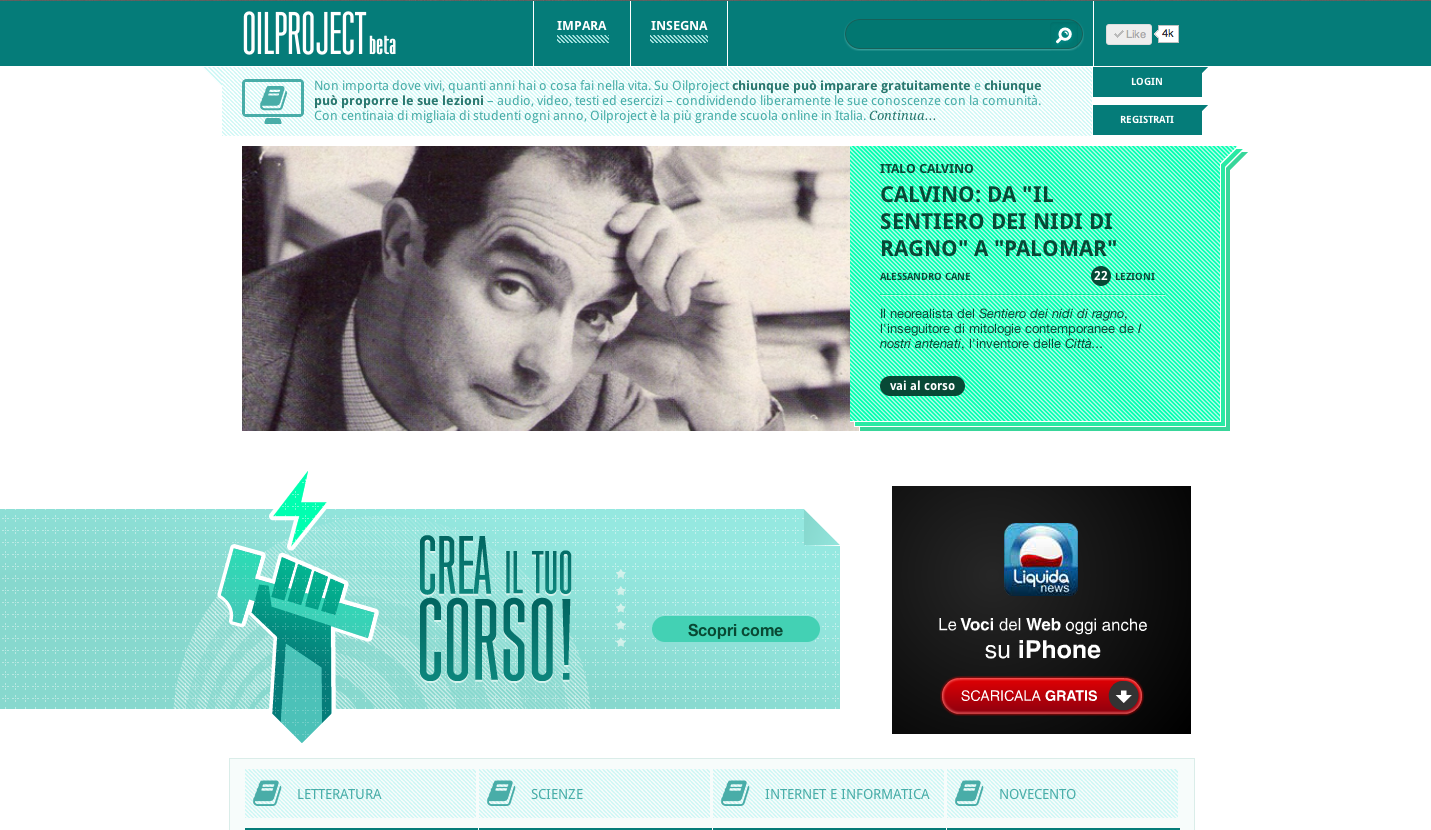 OILPROJECT beta
IMPARA
INSEGNA
Like
4k
Non importa dove vivi, quanti anni hai o cosa fai nella vita. Su Oilproject chiunque può imparare gratuitamente e chiunque
può proporre le sue lezioni – audio, video, testi ed esercizi – condividendo liberamente le sue conoscenze con la comunità.
Con centinaia di migliaia di studenti ogni anno, Oilproject è la più grande scuola online in Italia. Continua…
LOGIN
REGISTRATI
ITALO CALVINO
CALVINO: DA "IL
SENTIERO DEI NIDI DI
RAGNO" A "PALOMAR"
ALESSANDRO CANE
22 LEZIONI
Il neorealista del Sentiero dei nidi di ragno,
l'inseguitore di mitologie contemporanee de I
nostri antenati, l'inventore delle Città...
vai al corso
CREA IL TUO
CORSO!
Scopri come
Liquida
news
Le Voci del Web oggi anche
su iPhone
SCARICALA GRATIS
LETTERATURA
SCIENZE
INTERNET E INFORMATICA
NOVECENTO